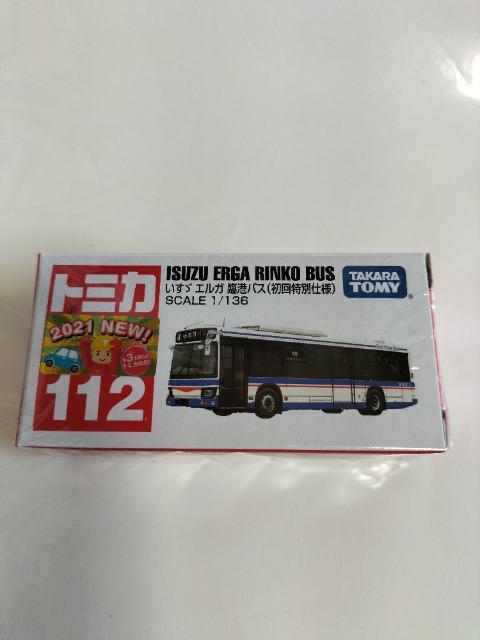 トミカ
2021 NEW!
112
ISUZU ERGA RINKO BUS
いすゞ エルガ 臨港バス(初回特別仕様)
SCALE 1/136
TAKARA
TOMY